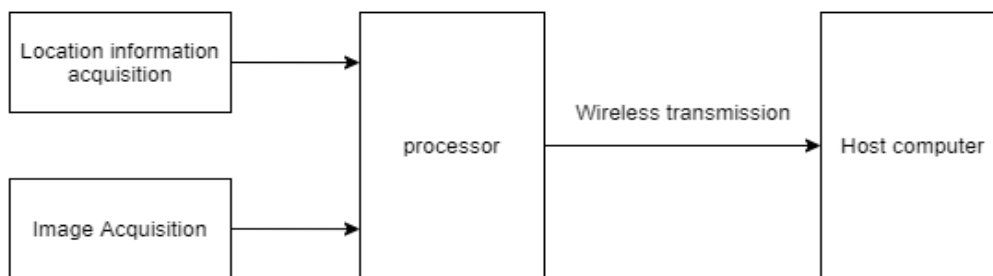 Location information
acquisition
processor
Wireless transmission
Host computer
Image Acquisition